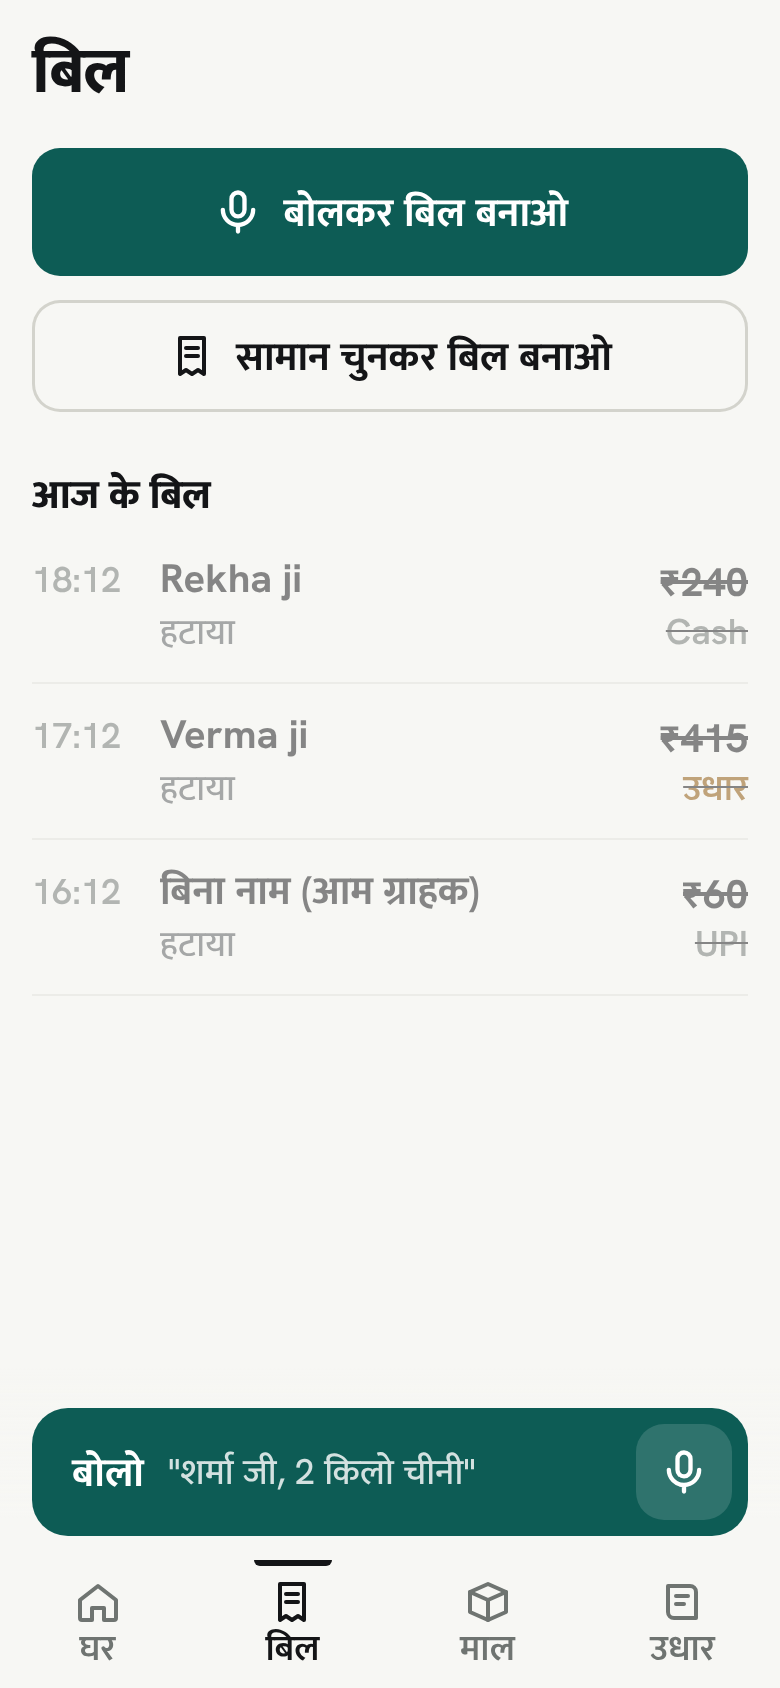 बिल
बोलकर बिल बनाओ
सामान चुनकर बिल बनाओ
आज के बिल
18:12 Rekha ji ₹240
हटाया Cash
17:12 Verma ji ₹415
हटाया उधार
16:12 बिना नाम (आम ग्राहक) ₹60
हटाया UPI
बोलो "शर्मा जी, 2 किलो चीनी"
घर बिल माल उधार